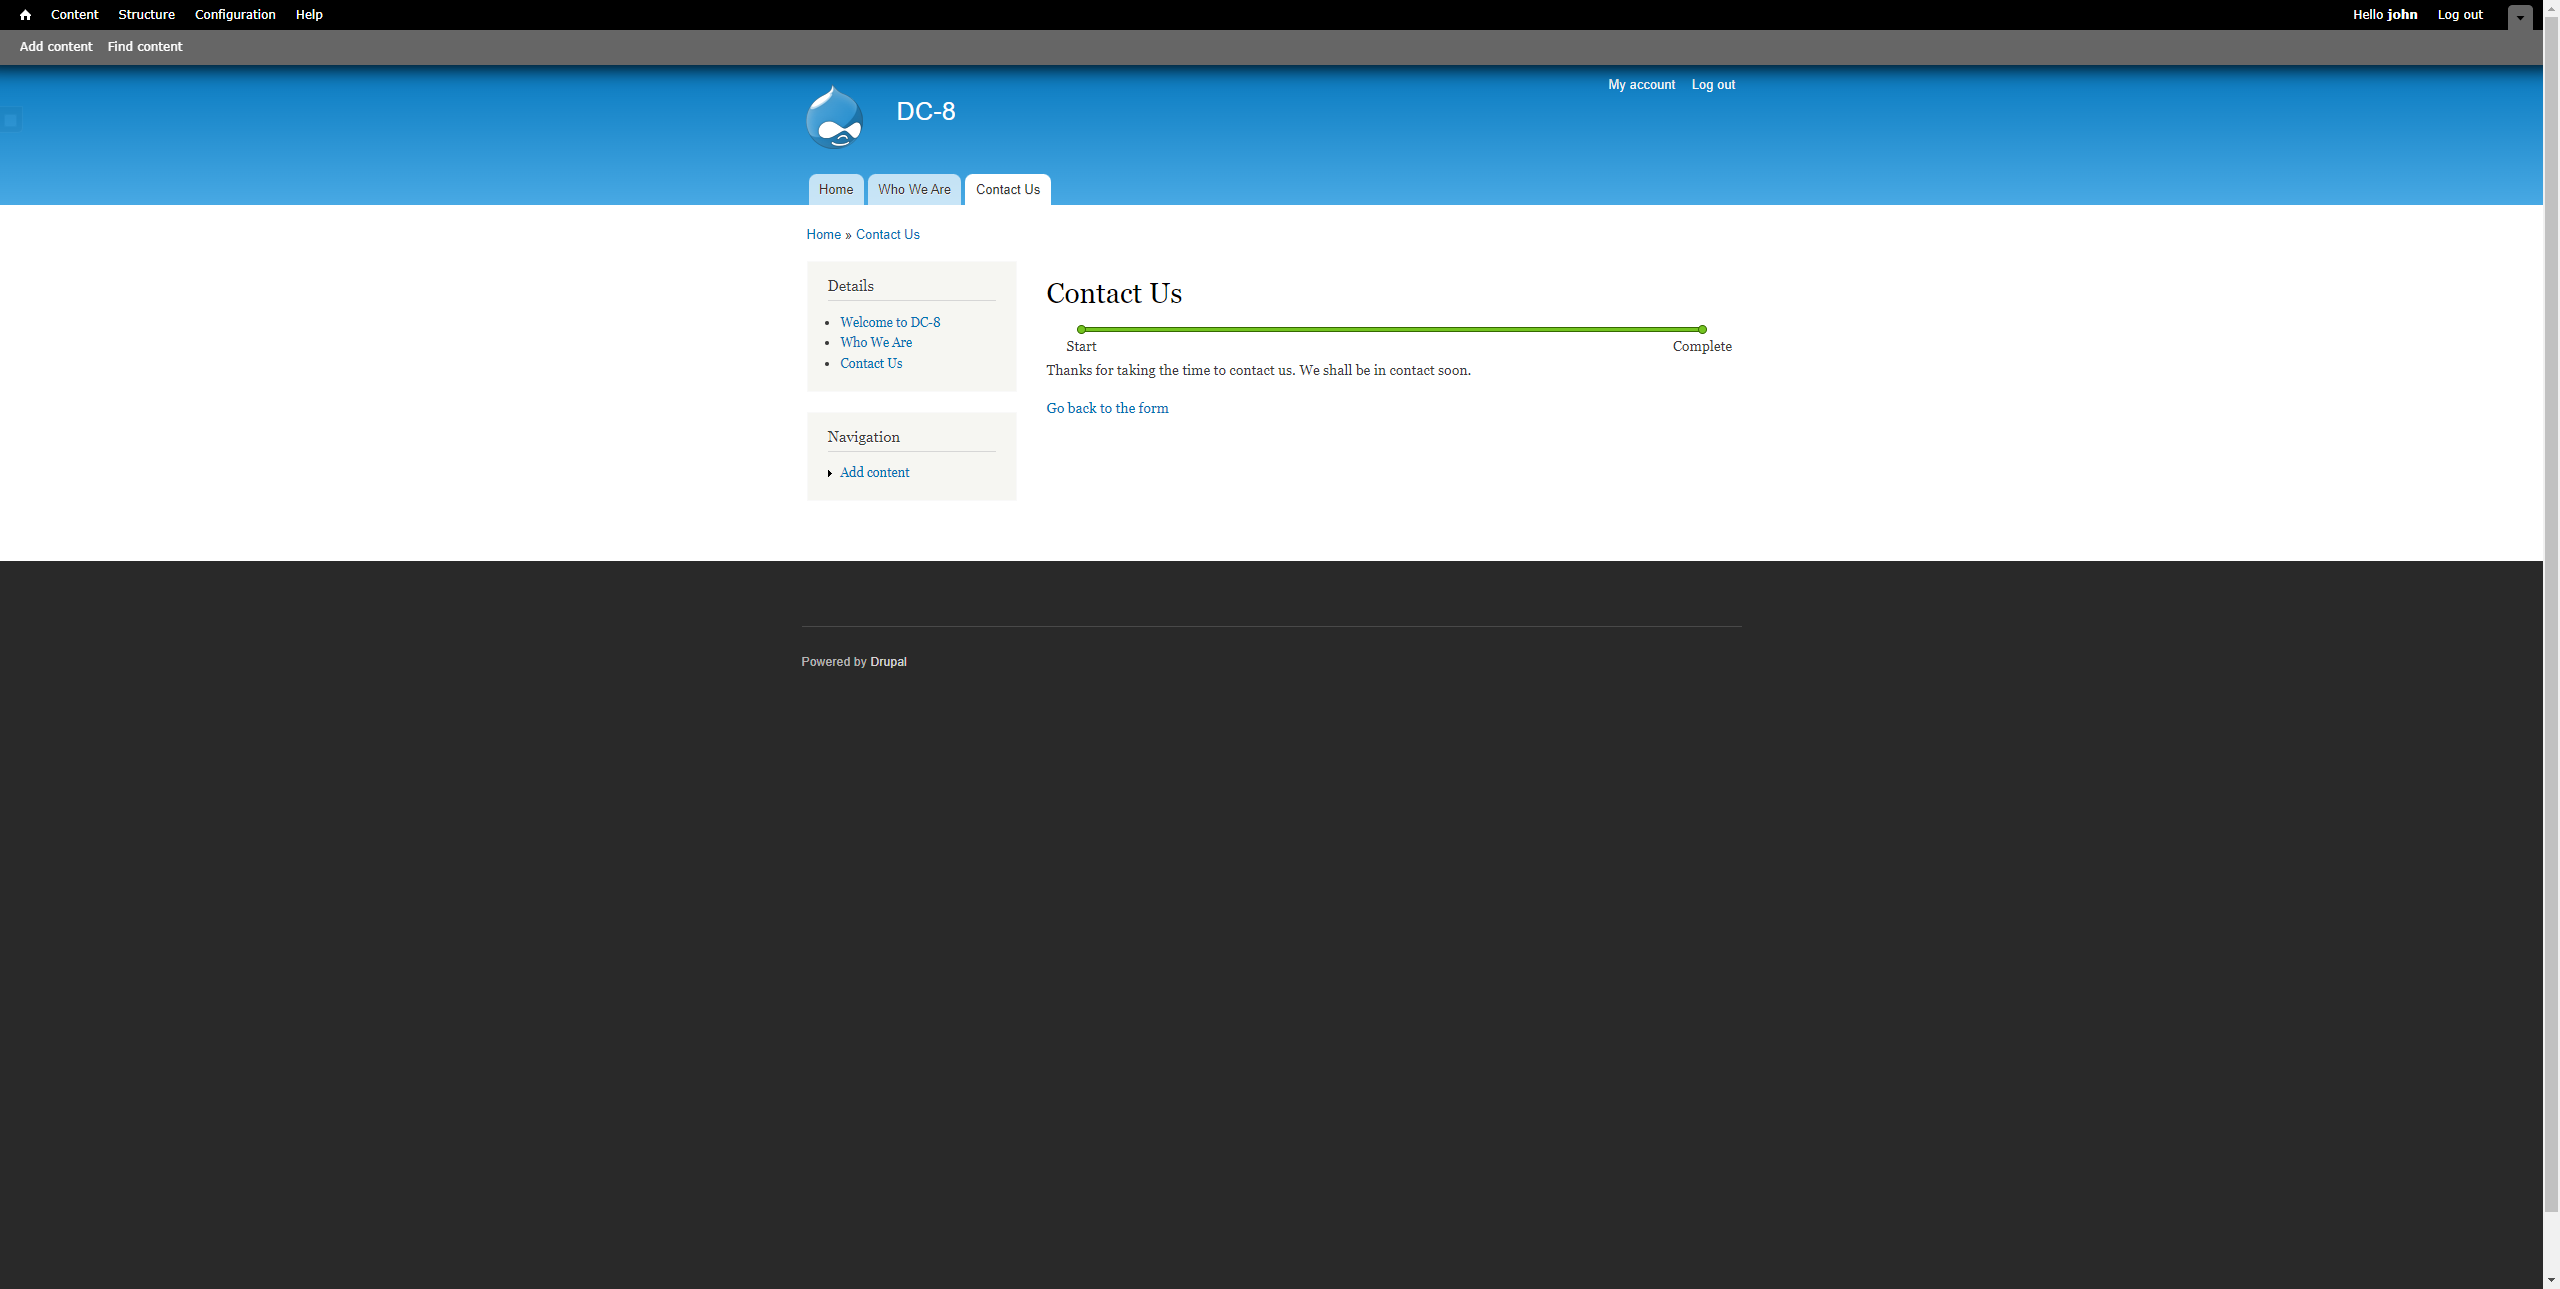 Content Structure Configuration Help Hello john Log out
Add content Find content
My account Log out
DC-8
Home Who We Are Contact Us
Home » Contact Us
Details
Welcome to DC-8
Who We Are
Contact Us
Navigation
Add content
Contact Us
Start Complete
Thanks for taking the time to contact us. We shall be in contact soon.
Go back to the form
Powered by Drupal